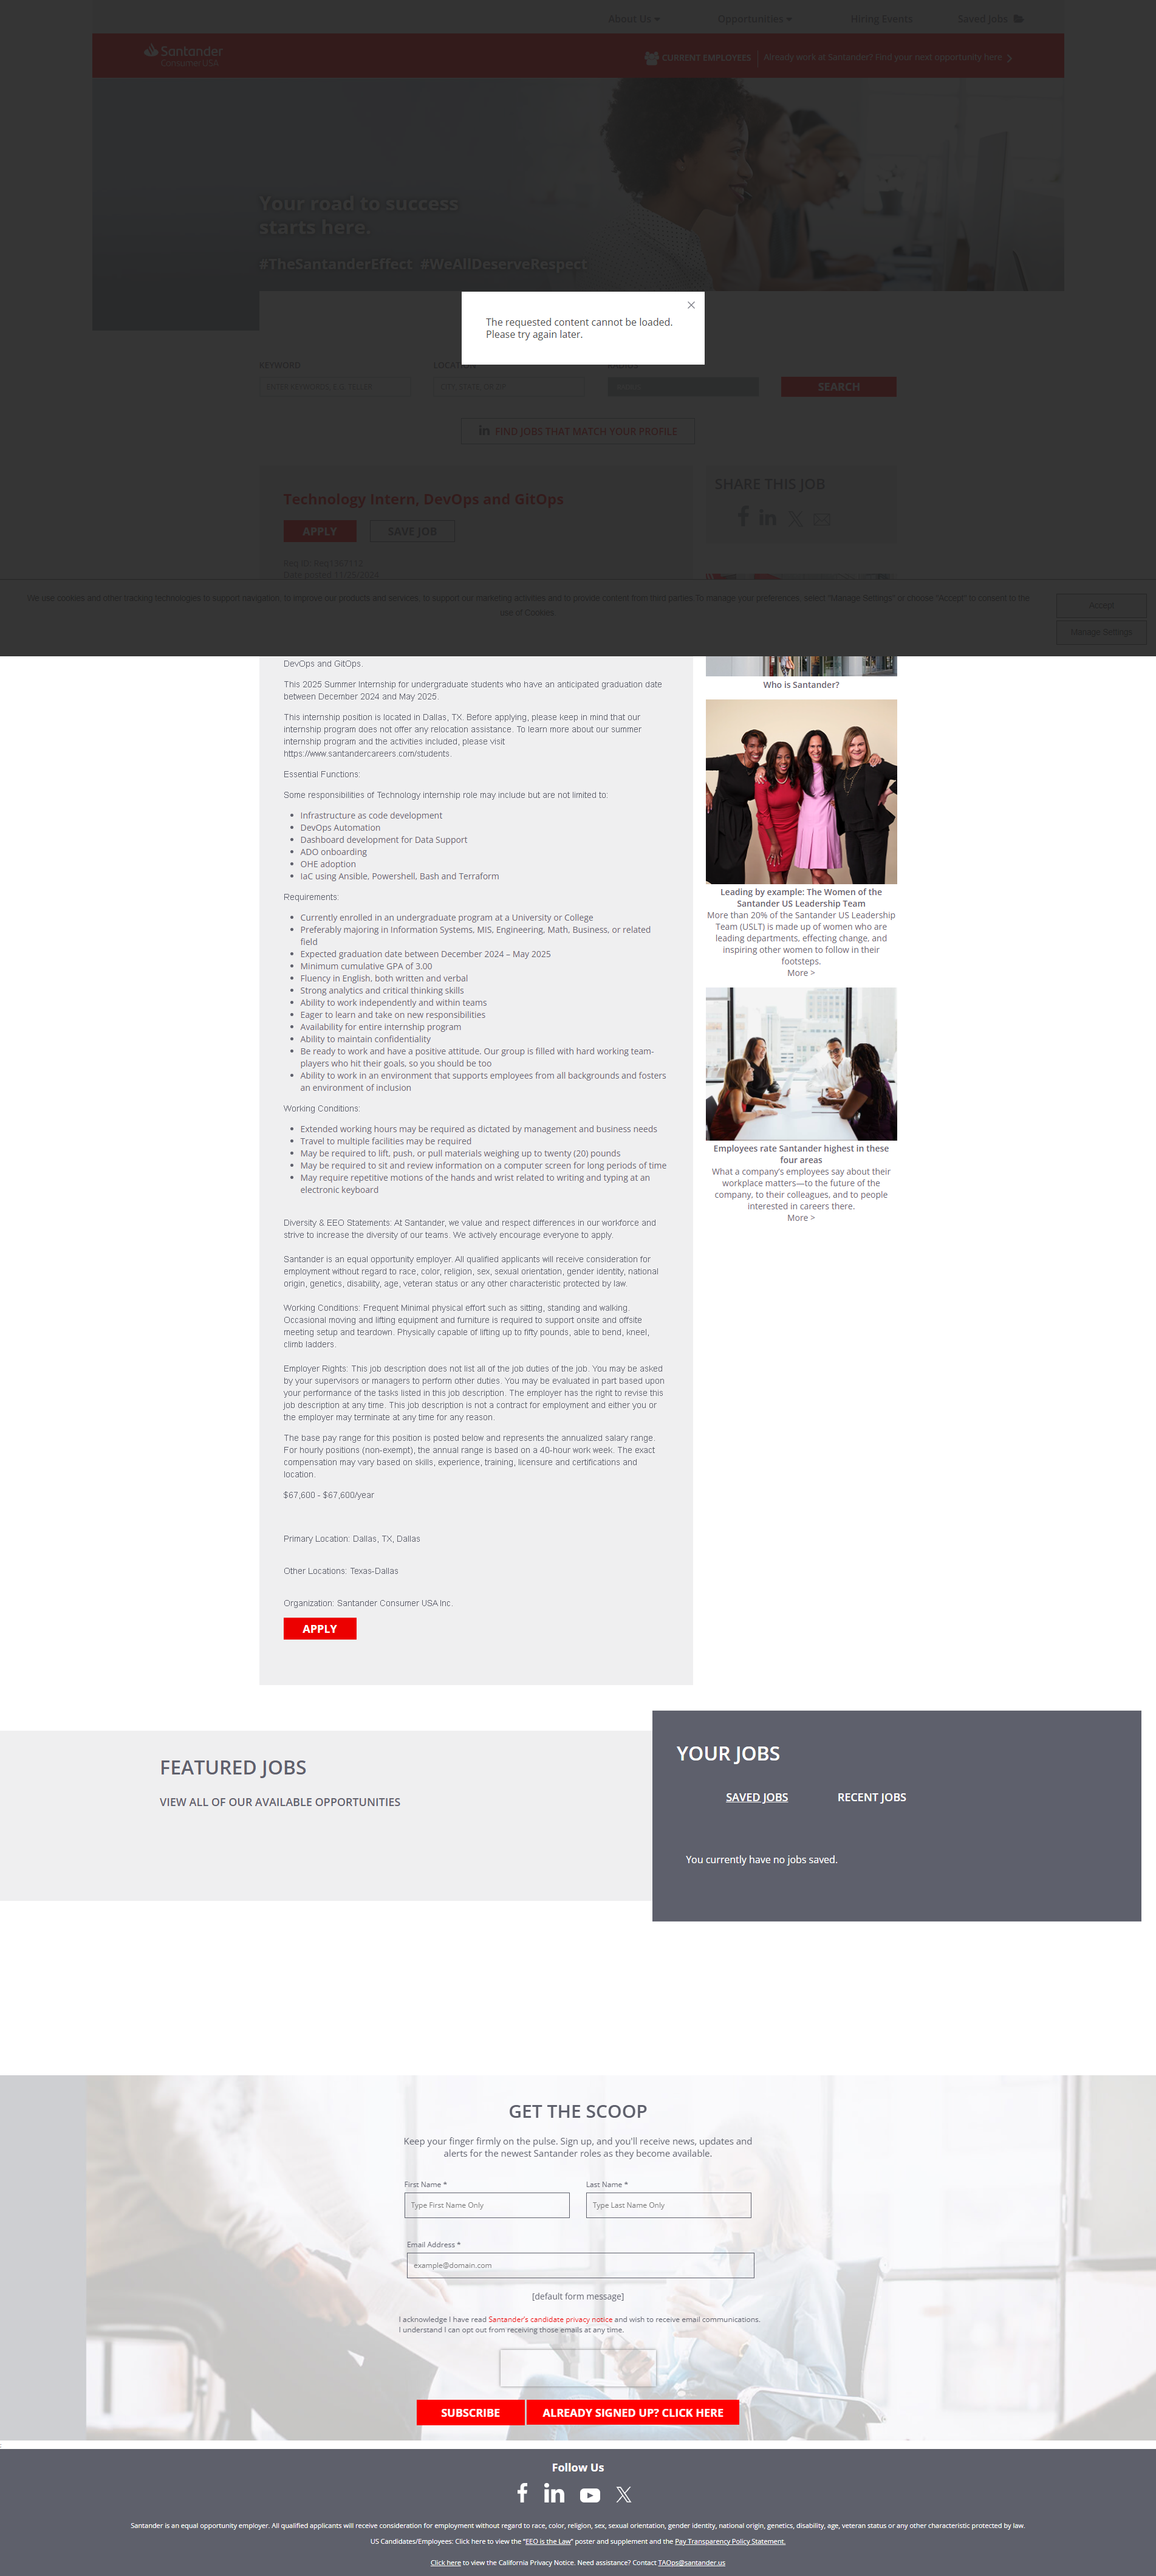 About Us
Opportunities
Hiring Events
Saved Jobs
Santander
Consumer USA
CURRENT EMPLOYEES
Already work at Santander? Find your next opportunity here
Your road to success
starts here.
#TheSantanderEffect #WeAllDeserveRespect
The requested content cannot be loaded.
Please try again later.
KEYWORD
LOCATION
SEARCH
in FIND JOBS THAT MATCH YOUR PROFILE
Technology Intern, DevOps and GitOps
APPLY
SAVE JOB
SHARE THIS JOB
We use cookies and other tracking technologies to support navigation, to improve our products and services, to support our marketing activities and to provide content from third parties. To manage your preferences, select "Manage Settings" or choose "Accept" to consent to the
use of Cookies.
Accept
Manage Settings
DevOps and GitOps.
This 2025 Summer Internship for undergraduate students who have an anticipated graduation date
between December 2024 and May 2025.
This internship position is located in Dallas, TX. Before applying, please keep in mind that our
internship program does not offer any relocation assistance. To learn more about our summer
internship program and the activities included, please visit
https://www.santandercareers.com/students.
Essential Functions:
Some responsibilities of Technology internship role may include but are not limited to:
Infrastructure as code development
DevOps Automation
Dashboard development for Data Support
ADO onboarding
OHE adoption
IaC using Ansible, Powershell, Bash and Terraform
Requirements:
Currently enrolled in an undergraduate program at a University or College
Preferably majoring in Information Systems, MIS, Engineering, Math, Business, or related
field
Expected graduation date between December 2024 – May 2025
Minimum cumulative GPA of 3.00
Fluency in English, both written and verbal
Strong analytics and critical thinking skills
Ability to work independently and within teams
Eager to learn and take on new responsibilities
Availability for entire internship program
Ability to maintain confidentiality
Be ready to work and have a positive attitude. Our group is filled with hard working team-
players who hit their goals, so you should be too
Ability to work in an environment that supports employees from all backgrounds and fosters
an environment of inclusion
Working Conditions:
Extended working hours may be required as dictated by management and business needs
Travel to multiple facilities may be required
May be required to lift, push, or pull materials weighing up to twenty (20) pounds
May be required to sit and review information on a computer screen for long periods of time
May require repetitive motions of the hands and wrist related to writing and typing at an
electronic keyboard
Diversity & EEO Statements: At Santander, we value and respect differences in our workforce and
strive to increase the diversity of our teams. We actively encourage everyone to apply.
Santander is an equal opportunity employer. All qualified applicants will receive consideration for
employment without regard to race, color, religion, sex, sexual orientation, gender identity, national
origin, genetics, disability, age, veteran status or any other characteristic protected by law.
Working Conditions: Frequent Minimal physical effort such as sitting, standing and walking.
Occasional moving and lifting equipment and furniture is required to support onsite and offsite
meeting setup and teardown. Physically capable of lifting up to fifty pounds, able to bend, kneel,
climb ladders.
Employer Rights: This job description does not list all of the job duties of the job. You may be asked
by your supervisors or managers to perform other duties. You may be evaluated in part based upon
your performance of the tasks listed in this job description. The employer has the right to revise this
job description at any time. This job description is not a contract for employment and either you or
the employer may terminate at any time for any reason.
The base pay range for this position is posted below and represents the annualized salary range.
For hourly positions (non-exempt), the annual range is based on a 40-hour work week. The exact
compensation may vary based on skills, experience, training, licensure and certifications and
location.
$67,600 - $67,600/year
Primary Location: Dallas, TX, Dallas
Other Locations: Texas-Dallas
Organization: Santander Consumer USA Inc.
APPLY
Who is Santander?
Leading by example: The Women of the
Santander US Leadership Team
More than 20% of the Santander US Leadership
Team (USLT) is made up of women who are
leading departments, effecting change, and
inspiring other women to follow in their
footsteps.
More >
Employees rate Santander highest in these
four areas
What a company's employees say about their
workplace matters—to the future of the
company, to their colleagues, and to people
interested in careers there.
More >
FEATURED JOBS
VIEW ALL OF OUR AVAILABLE OPPORTUNITIES
YOUR JOBS
SAVED JOBS
RECENT JOBS
You currently have no jobs saved.
GET THE SCOOP
Keep your finger firmly on the pulse. Sign up, and you'll receive news, updates and
alerts for the newest Santander roles as they become available.
First Name *
Last Name *
Type First Name Only
Type Last Name Only
Email Address *
example@domain.com
[default form message]
I acknowledge I have read Santander's candidate privacy notice and wish to receive email communications.
I understand I can opt out from receiving those emails at any time.
SUBSCRIBE
ALREADY SIGNED UP? CLICK HERE
Follow Us
Santander is an equal opportunity employer. All qualified applicants will receive consideration for employment without regard to race, color, religion, sex, sexual orientation, gender identity, national origin, genetics, disability, age, veteran status or any other characteristic protected by law.
US Candidates/Employees: Click here to view the "EEO is the Law" poster and supplement and the Pay Transparency Policy Statement.
Click here to view the California Privacy Notice. Need assistance? Contact TAOps@santander.us